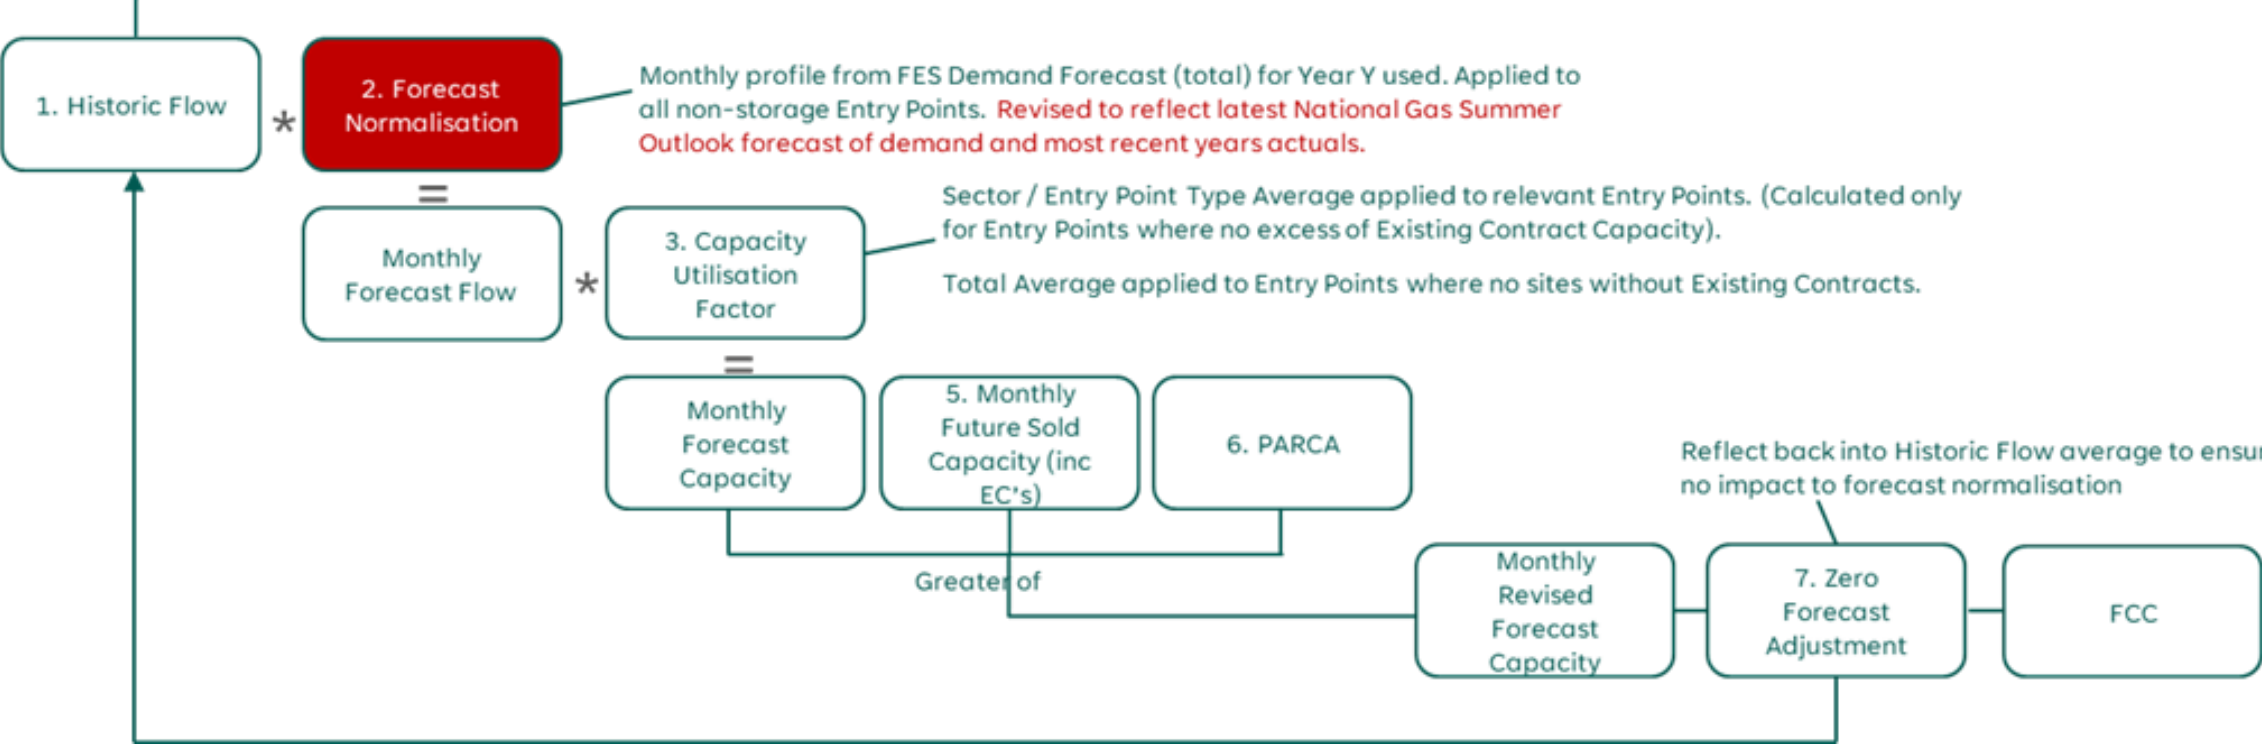 1. Historic Flow
*
2. Forecast
Normalisation
Monthly profile from FES Demand Forecast (total) for Year Y used. Applied to
all non-storage Entry Points. Revised to reflect latest National Gas Summer
Outlook forecast of demand and most recent years actuals.
=
Monthly
Forecast Flow
*
3. Capacity
Utilisation
Factor
Sector / Entry Point Type Average applied to relevant Entry Points. (Calculated only
for Entry Points where no excess of Existing Contract Capacity).
Total Average applied to Entry Points where no sites without Existing Contracts.
=
Monthly
Forecast
Capacity
5. Monthly
Future Sold
Capacity (inc
EC's)
6. PARCA
Greater of
Monthly
Revised
Forecast
Capacity
Reflect back into Historic Flow average to ensur
no impact to forecast normalisation
7. Zero
Forecast
Adjustment
FCC